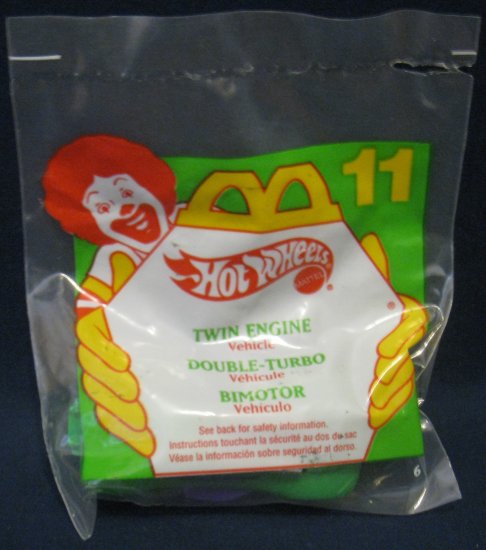 11
HOT WHEELS
MATTEL
®
®
TWIN ENGINE
Vehicle
DOUBLE-TURBO
Véhicule
BIMOTOR
Vehículo
See back for safety information.
Instructions touchant la sécurité au dos du sac
Véase la información sobre seguridad al dorso.
6